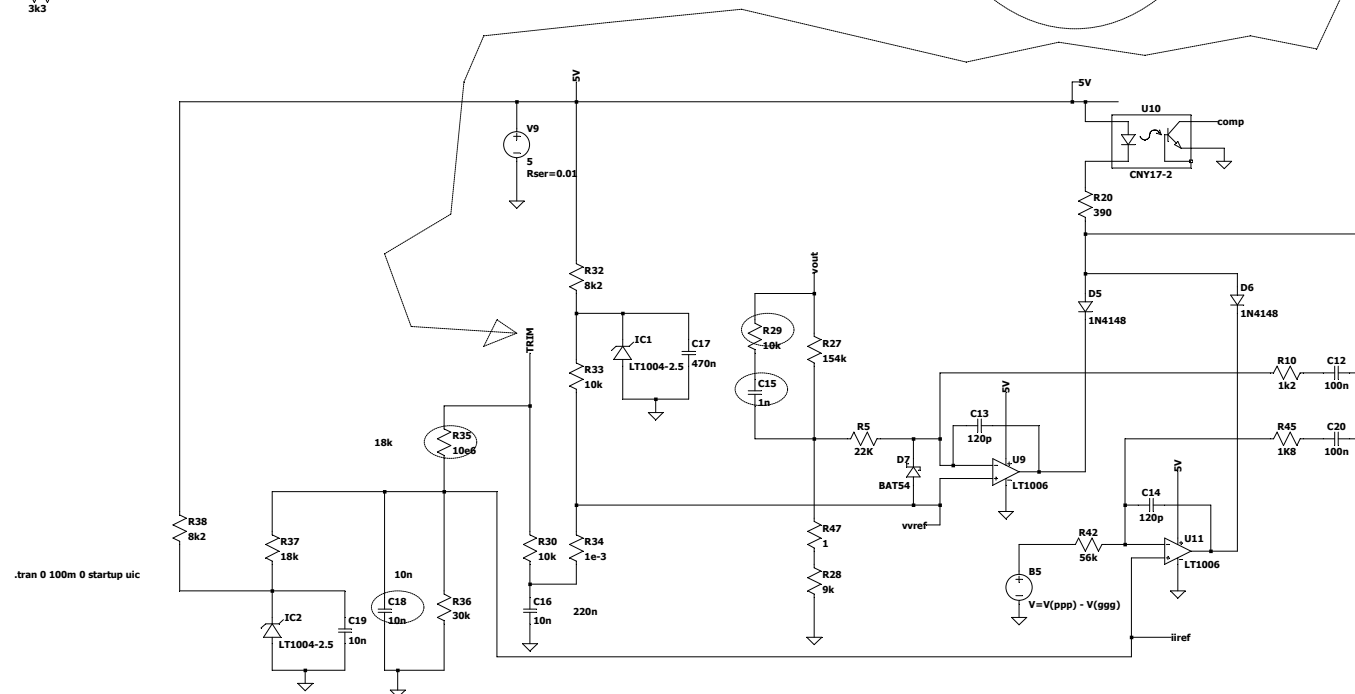 3k3
5V
5V
U10
comp
CNY17-2
V9
5
Rser=0.01
R20
390
vout
R32
8k2
D5
1N4148
D6
1N4148
TRIM
IC1
LT1004-2.5
C17
470n
R29
10k
R27
154k
R33
10k
C15
1n
R10
1k2
C12
100n
5V
C13
120p
R5
22K
R45
1K8
C20
100n
18k
R35
10e6
D7
BAT54
U9
LT1006
5V
C14
120p
vvref
R38
8k2
R37
18k
R30
10k
R34
1e-3
R47
1
R42
56k
U11
LT1006
.tran 0 100m 0 startup uic
10n
C18
10n
R36
30k
C16
10n
220n
R28
9k
B5
V=V(ppp) - V(ggg)
IC2
LT1004-2.5
C19
10n
iiref